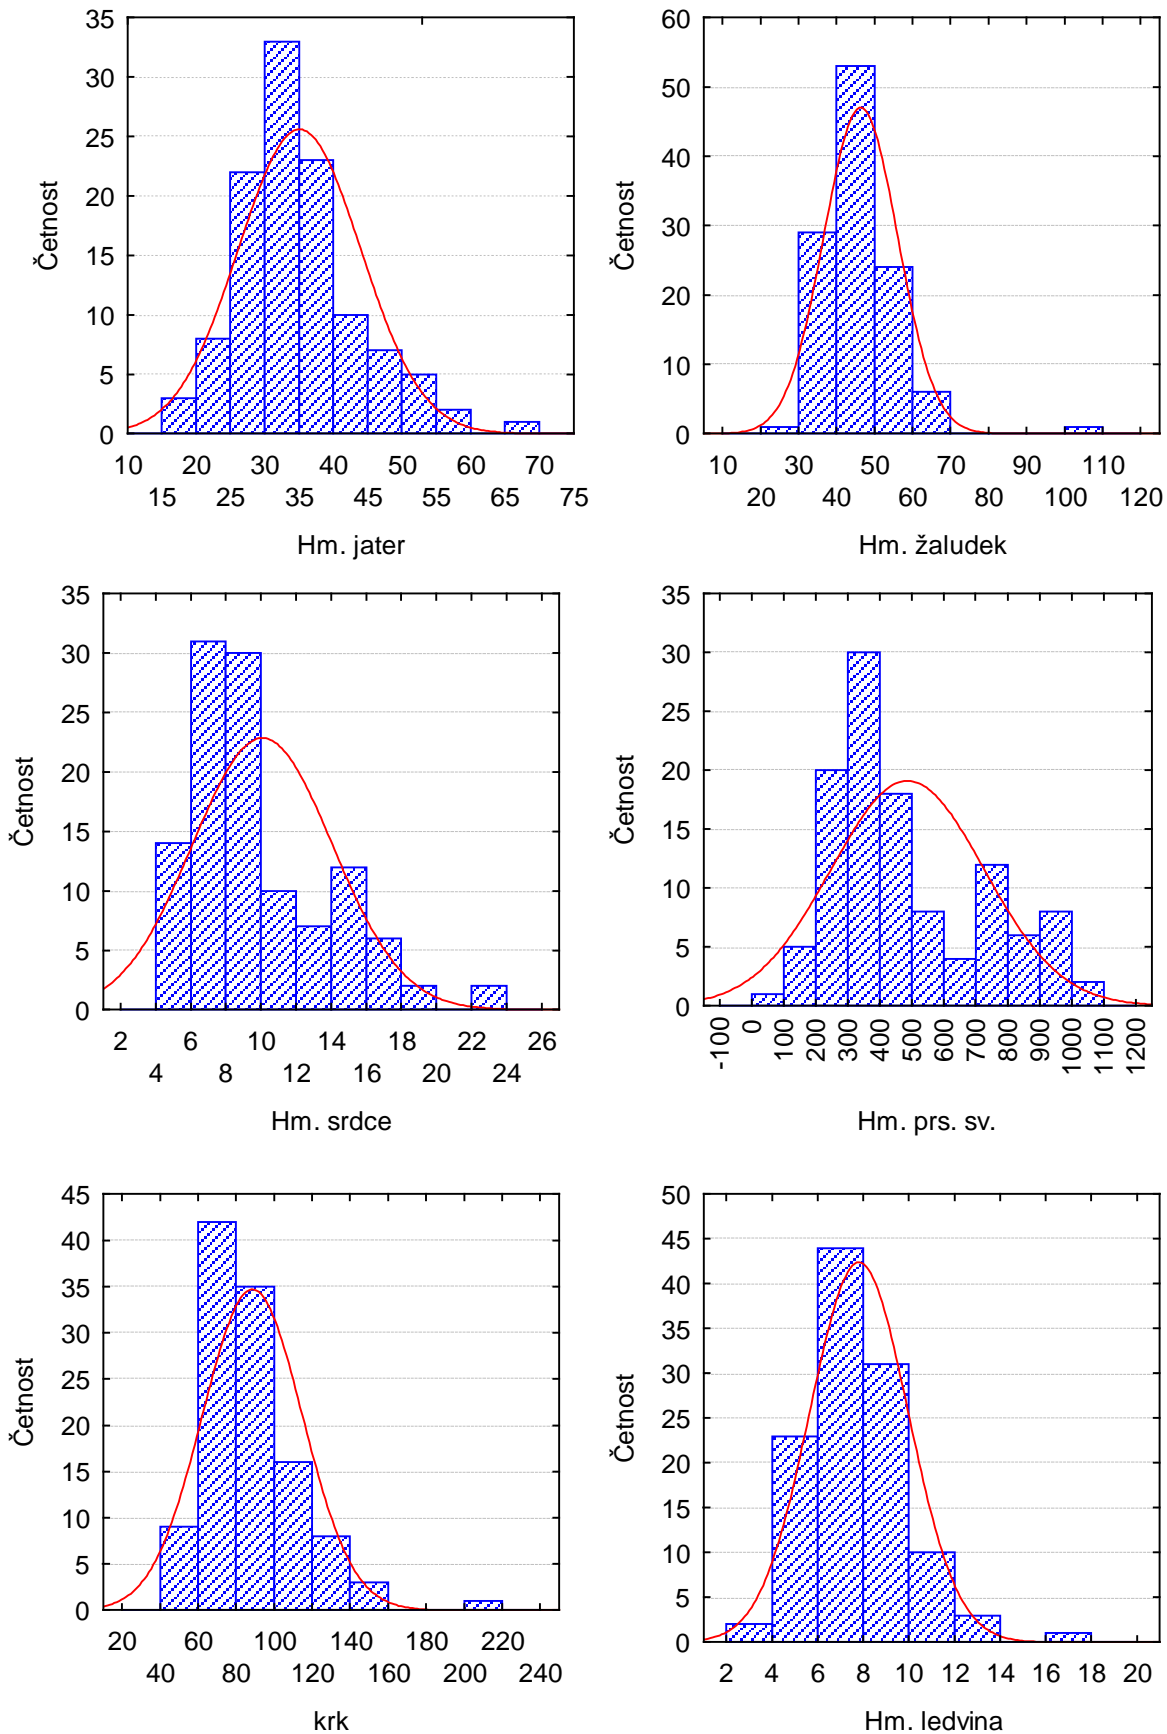 35
30
25
20
15
10
5
0
Četnost
10 20 30 40 50 60 70
15 25 35 45 55 65 75
Hm. jater
60
50
40
30
20
10
0
Četnost
10 30 50 70 90 110
20 40 60 80 100 120
Hm. žaludek
35
30
25
20
15
10
5
0
Četnost
2 6 10 14 18 22 26
4 8 12 16 20 24
Hm. srdce
35
30
25
20
15
10
5
0
Četnost
-100 0 100 200 300 400 500 600 700 800 900 1000 1100 1200
Hm. prs. sv.
45
40
35
30
25
20
15
10
5
0
Četnost
20 60 100 140 180 220
40 80 120 160 200 240
krk
50
45
40
35
30
25
20
15
10
5
0
Četnost
2 4 6 8 10 12 14 16 18 20
Hm. ledvina